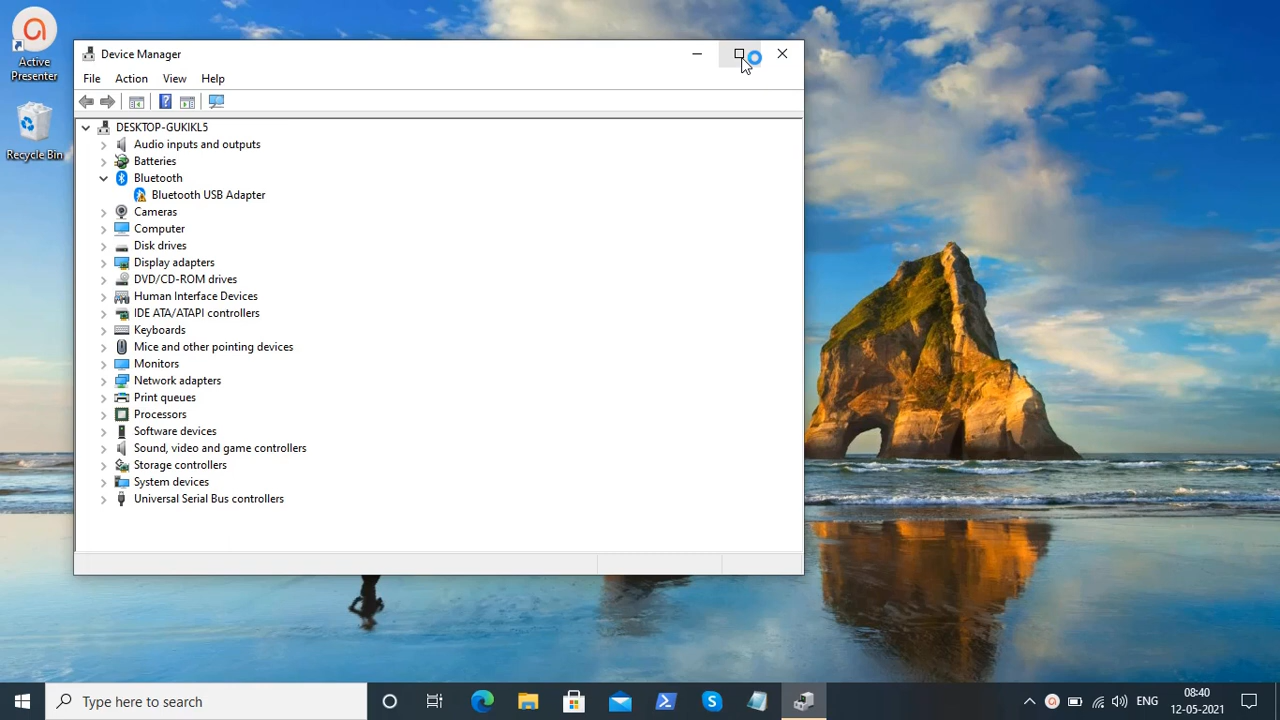 Active
Presenter
Recycle Bin
Device Manager
File Action View Help
DESKTOP-GUKIKL5
Audio inputs and outputs
Batteries
Bluetooth
Bluetooth USB Adapter
Cameras
Computer
Disk drives
Display adapters
DVD/CD-ROM drives
Human Interface Devices
IDE ATA/ATAPI controllers
Keyboards
Mice and other pointing devices
Monitors
Network adapters
Print queues
Processors
Software devices
Sound, video and game controllers
Storage controllers
System devices
Universal Serial Bus controllers
Type here to search
ENG
08:40
12-05-2021